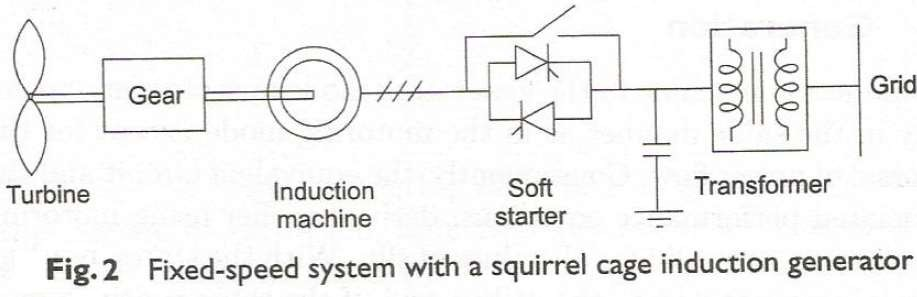 Gear
Grid
Turbine
Induction
machine
Soft
starter
Transformer
Fig. 2 Fixed-speed system with a squirrel cage induction generator